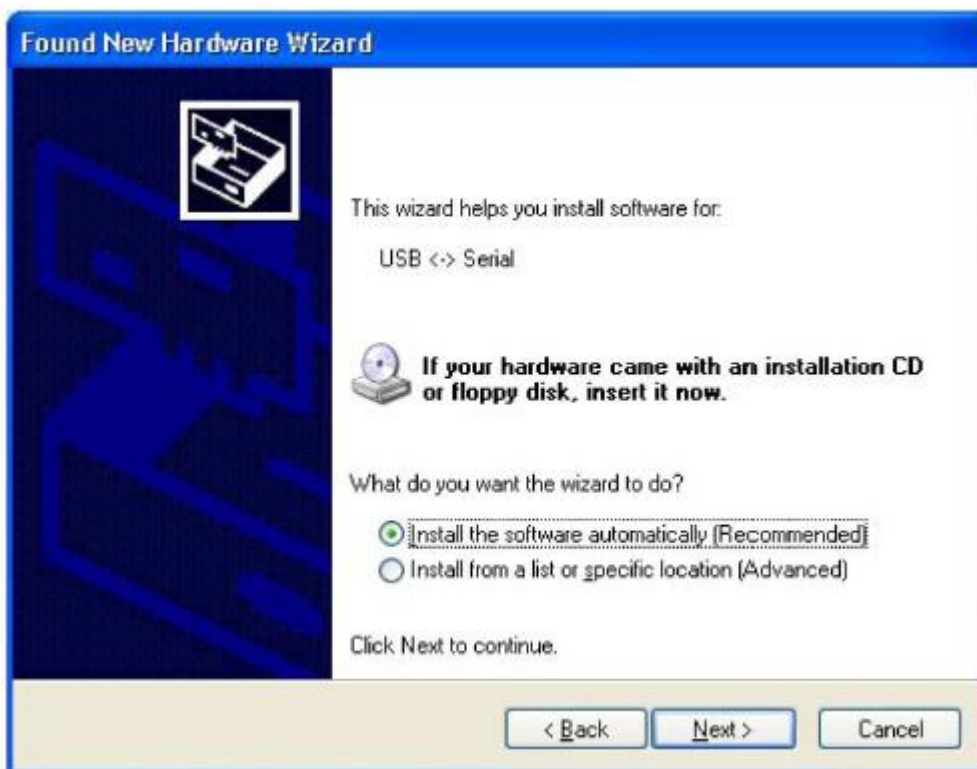 Found New Hardware Wizard
This wizard helps you install software for:
USB <-> Serial
If your hardware came with an installation CD
or floppy disk, insert it now.
What do you want the wizard to do?
Install the software automatically (Recommended)
Install from a list or specific location (Advanced)
Click Next to continue.
< Back Next > Cancel